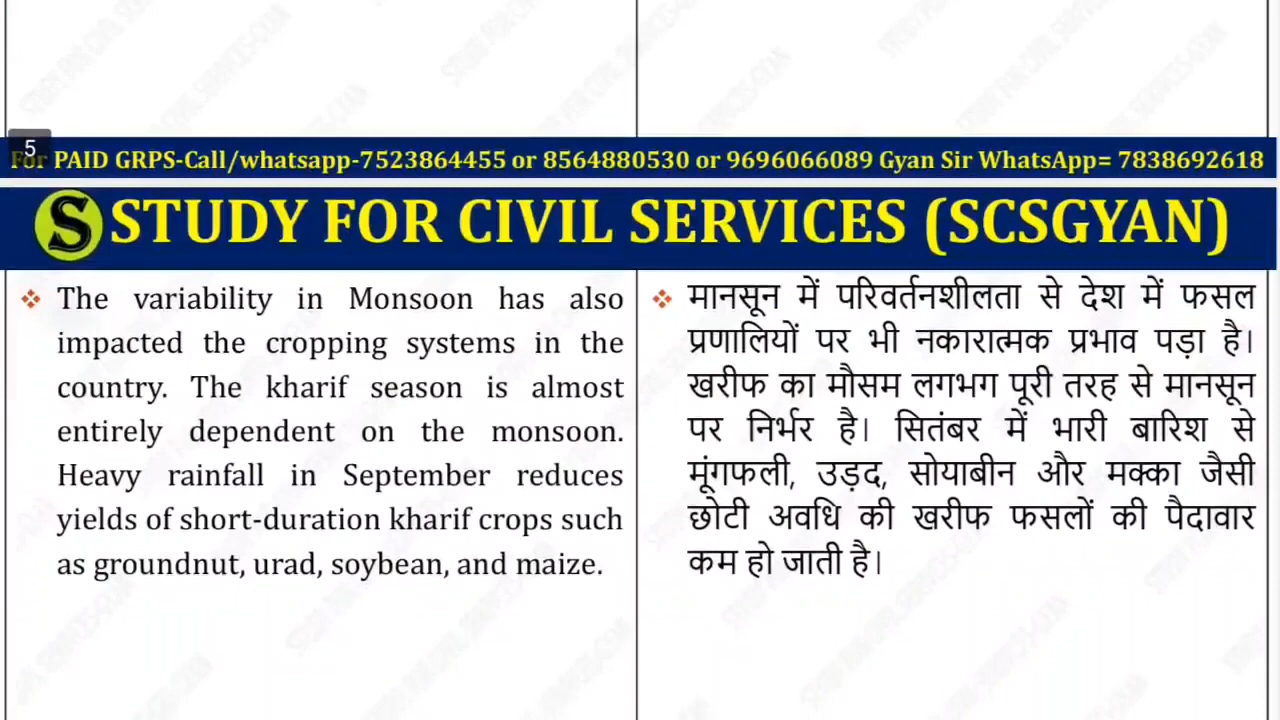 5
For PAID GRPS-Call/whatsapp-7523864455 or 8564880530 or 9696066089 Gyan Sir WhatsApp= 7838692618
S STUDY FOR CIVIL SERVICES (SCSGYAN)
The variability in Monsoon has also
impacted the cropping systems in the
country. The kharif season is almost
entirely dependent on the monsoon.
Heavy rainfall in September reduces
yields of short-duration kharif crops such
as groundnut, urad, soybean, and maize.
मानसून में परिवर्तनशीलता से देश में फसल
प्रणालियों पर भी नकारात्मक प्रभाव पड़ा है।
खरीफ का मौसम लगभग पूरी तरह से मानसून
पर निर्भर है। सितंबर में भारी बारिश से
मूंगफली, उड़द, सोयाबीन और मक्का जैसी
छोटी अवधि की खरीफ फसलों की पैदावार
कम हो जाती है।